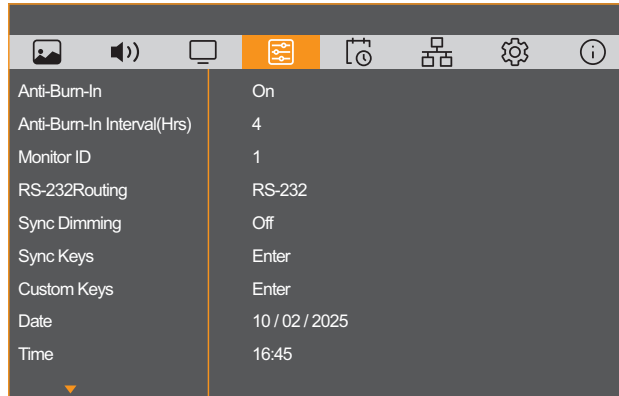 Anti-Burn-In On
Anti-Burn-In Interval(Hrs) 4
Monitor ID 1
RS-232Routing RS-232
Sync Dimming Off
Sync Keys Enter
Custom Keys Enter
Date 10 / 02 / 2025
Time 16:45